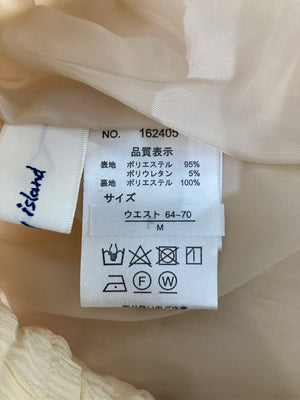 island
NO. 162405
品質表示
表地 ポリエステル 95%
ポリウレタン 5%
裏地 ポリエステル 100%
サイズ
ウエスト 64~70
M
F W